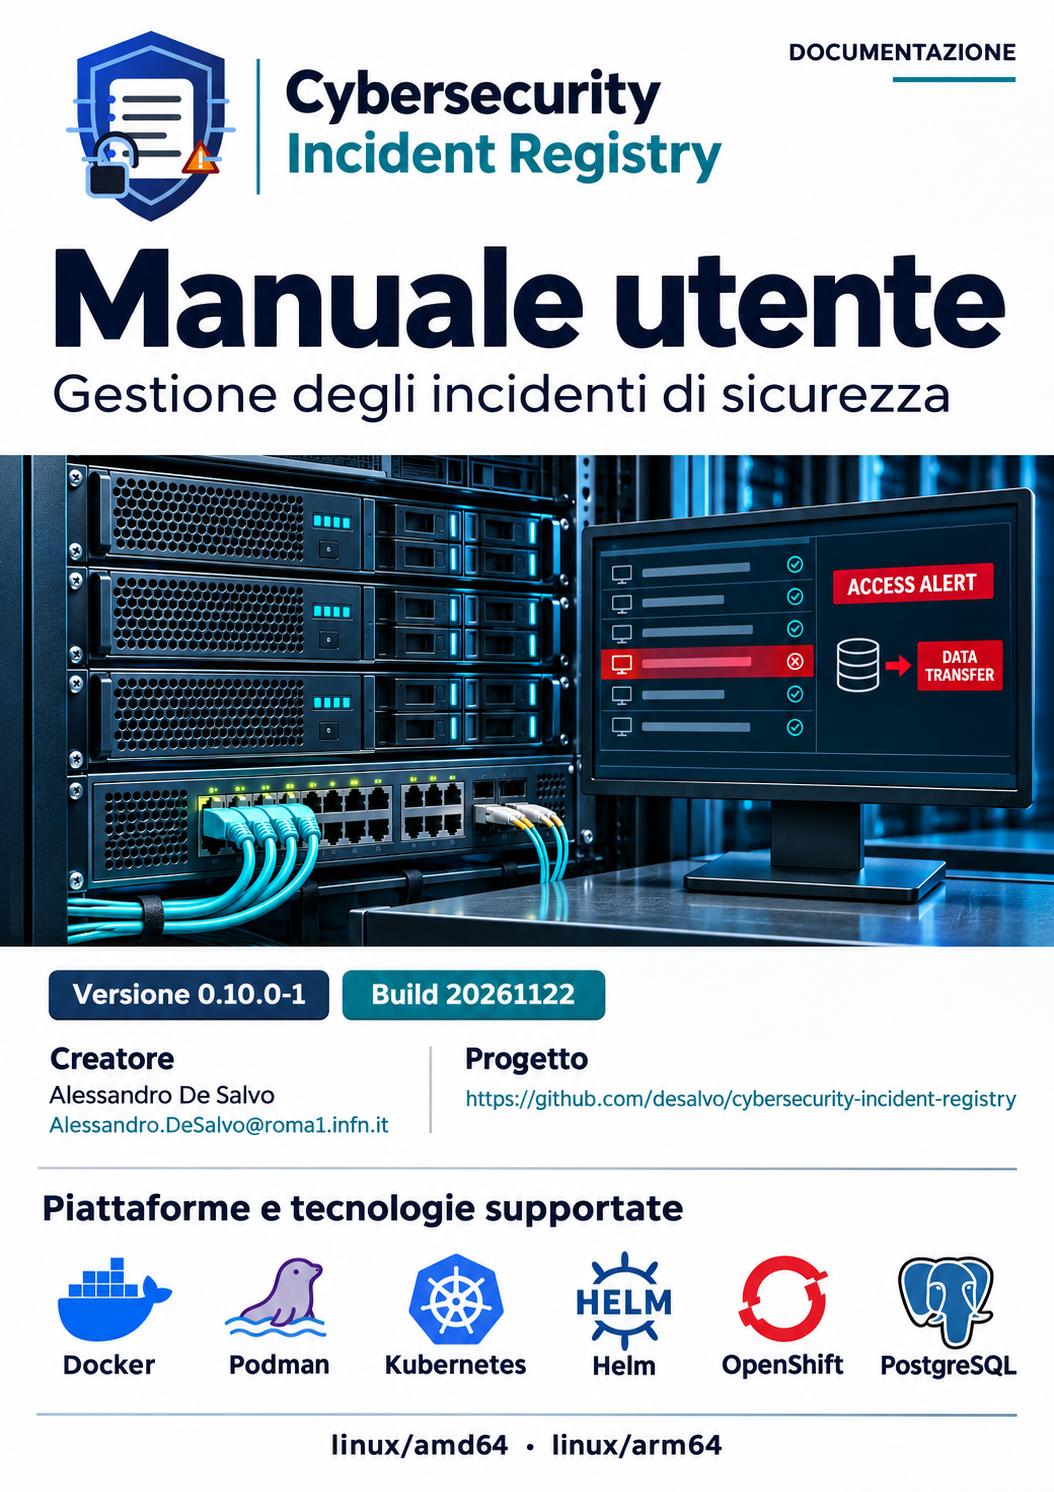 DOCUMENTAZIONE
Cybersecurity
Incident Registry
Manuale utente
Gestione degli incidenti di sicurezza
ACCESS ALERT
DATA
TRANSFER
Versione 0.10.0-1
Build 20261122
Creatore
Alessandro De Salvo
Alessandro.DeSalvo@roma1.infn.it
Progetto
https://github.com/desalvo/cybersecurity-incident-registry
Piattaforme e tecnologie supportate
HELM
Docker
Podman
Kubernetes
Helm
OpenShift
PostgreSQL
linux/amd64 • linux/arm64